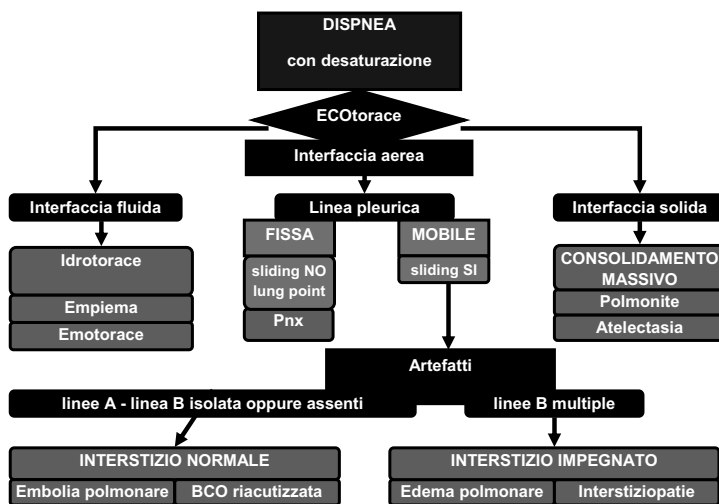 DISPNEA
con desaturazione
ECOtorace
Interfaccia aerea
Interfaccia fluida
Linea pleurica
Interfaccia solida
Idrotorace
Empiema
Emotorace
FISSA
sliding NO
lung point
Pnx
MOBILE
sliding SI
CONSOLIDAMENTO
MASSIVO
Polmonite
Atelectasia
Artefatti
linee A - linea B isolata oppure assenti
linee B multiple
INTERSTIZIO NORMALE
Embolia polmonare
BCO riacutizzata
INTERSTIZIO IMPEGNATO
Edema polmonare
Interstiziopatie